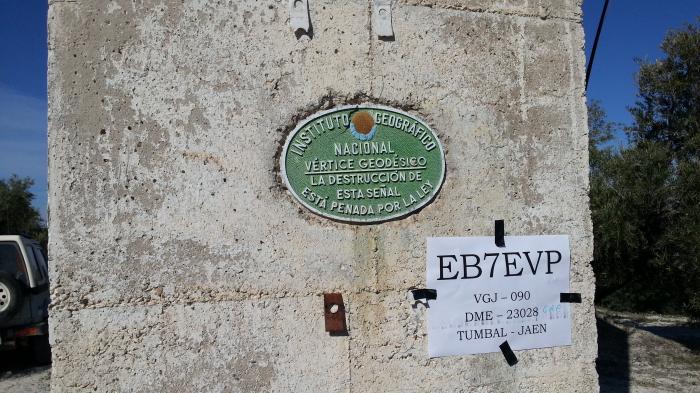 INSTITUTO GEOGRÁFICO
NACIONAL
VÉRTICE GEODÉSICO
LA DESTRUCCIÓN DE
ESTA SEÑAL
ESTÁ PENADA POR LA LEY
EB7EVP
VGJ – 090
DME – 23028
TUMBAL - JAEN